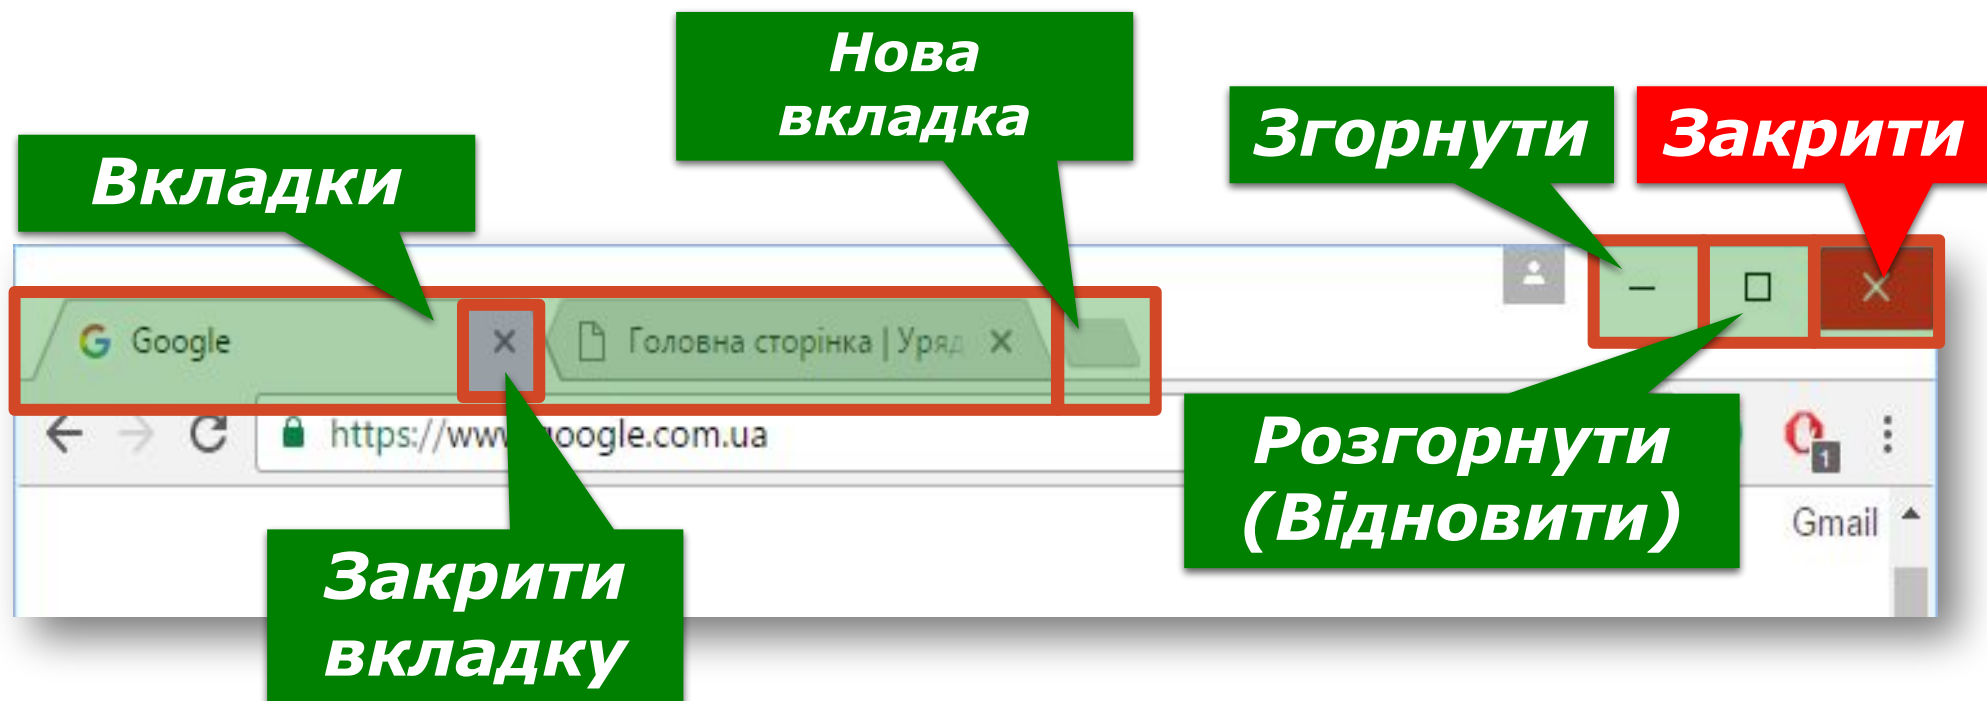 Нова
вкладка
Згорнути
Закрити
Вкладки
Google
Головна сторінка | Уряд
https://www.google.com.ua
Розгорнути
(Відновити)
1
Gmail
Закрити
вкладку